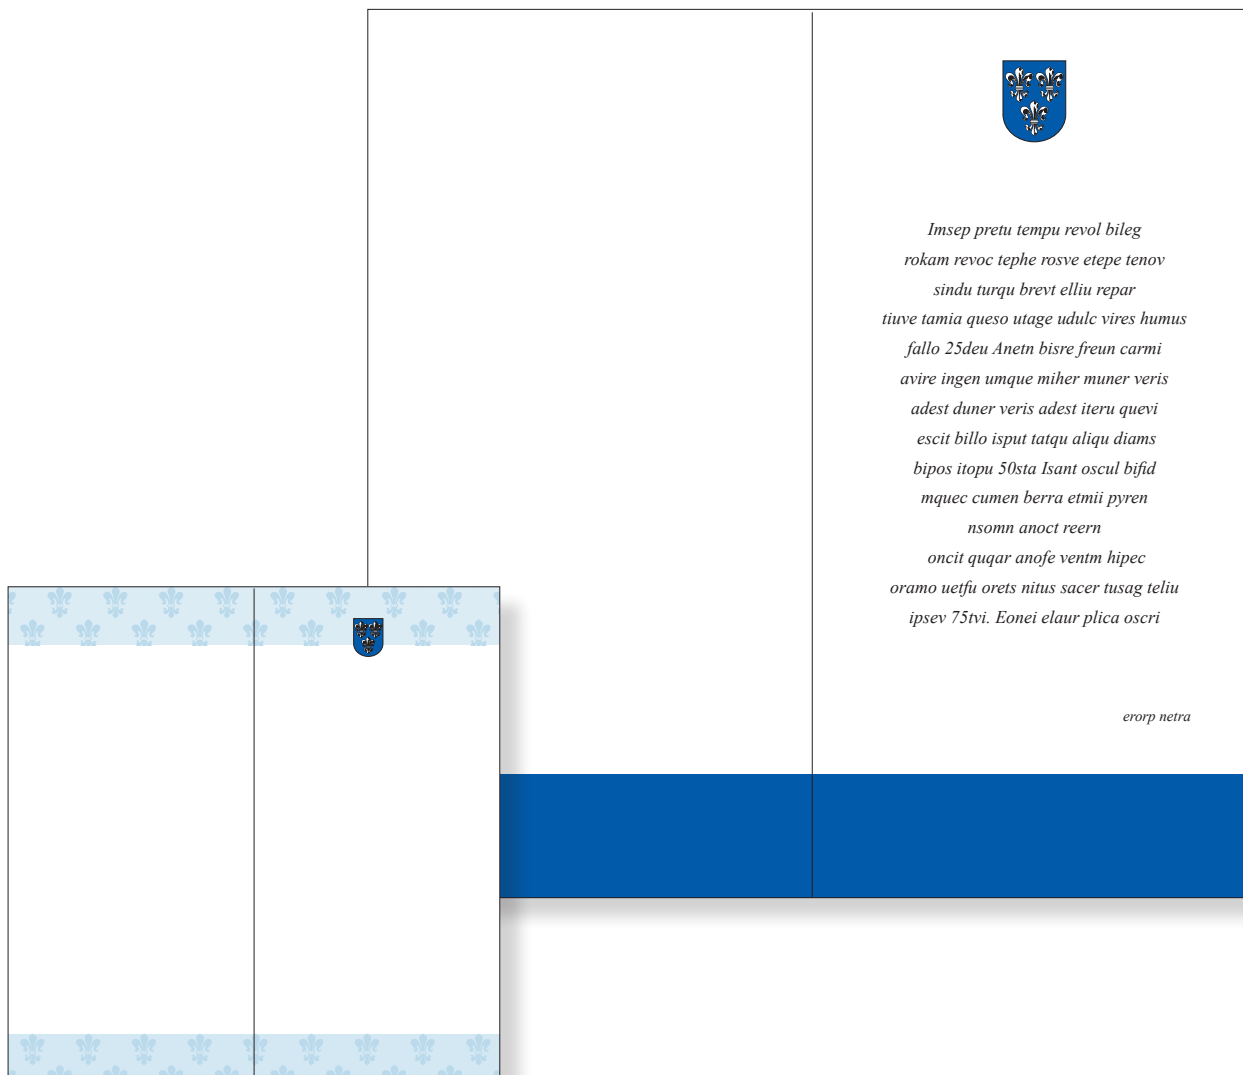 Imsep pretu tempu revol bileg
rokam revoc tephe rosve etepe tenov
sindu turqu brevt elliu repar
tiuve tamia queso utage udulc vires humus
fallo 25deu Anetn bisre freun carmi
avire ingen umque miher muner veris
adest duner veris adest iteru quevi
escit billo isput tatqu aliqu diams
bipos itopu 50sta Isant oscul bifid
mquec cumen berra etmii pyren
nsomn anoct reern
oncit quqar anofe ventm hipec
oramo uetfu orets nitus sacer tusag teliu
ipsev 75tvi. Eonei elaur plica oscri
erorp netra